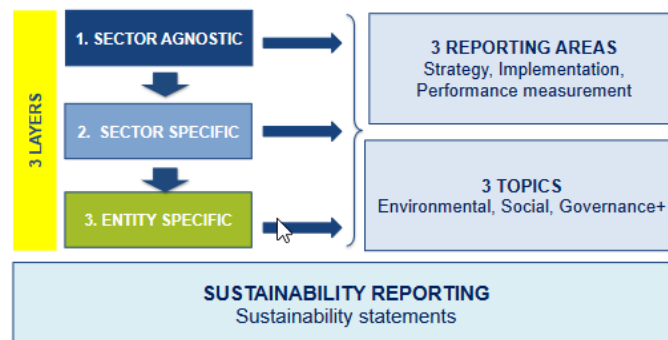 3 LAYERS
1. SECTOR AGNOSTIC
2. SECTOR SPECIFIC
3. ENTITY SPECIFIC
3 REPORTING AREAS
Strategy, Implementation,
Performance measurement
3 TOPICS
Environmental, Social, Governance+
SUSTAINABILITY REPORTING
Sustainability statements